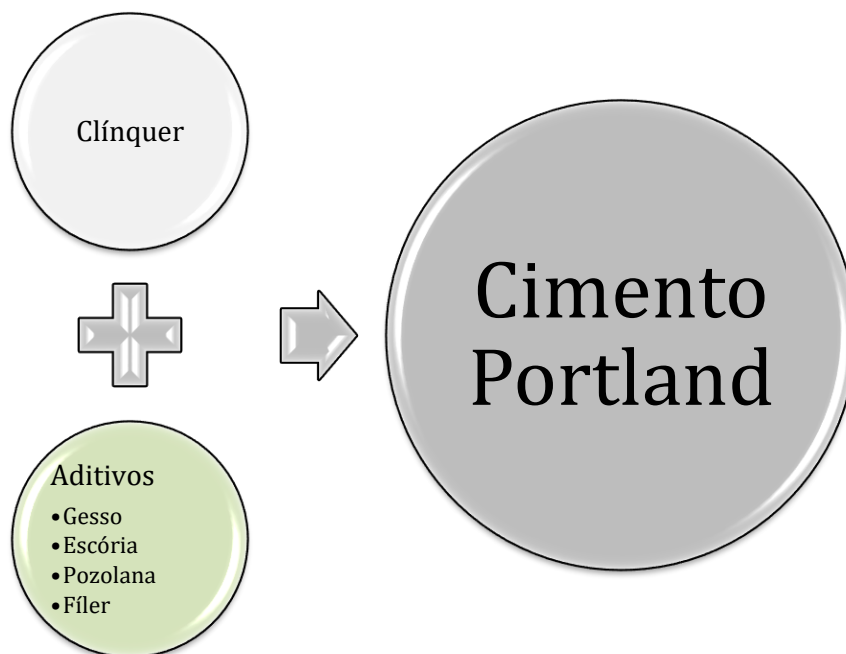 Clínquer
Aditivos
•Gesso
•Escória
•Pozolana
•Fíler
Cimento
Portland